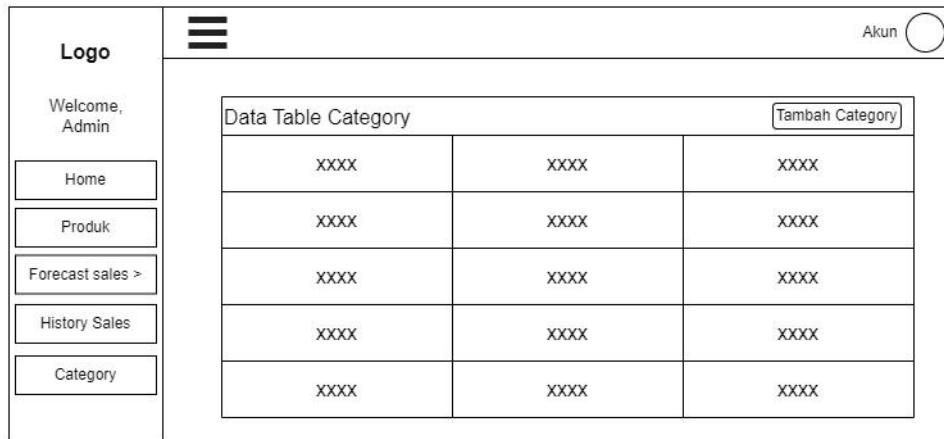 Logo
Akun
Welcome,
Admin
Home
Produk
Forecast sales >
History Sales
Category
Data Table Category
Tambah Category
XXXX XXXX XXXX
XXXX XXXX XXXX
XXXX XXXX XXXX
XXXX XXXX XXXX
XXXX XXXX XXXX